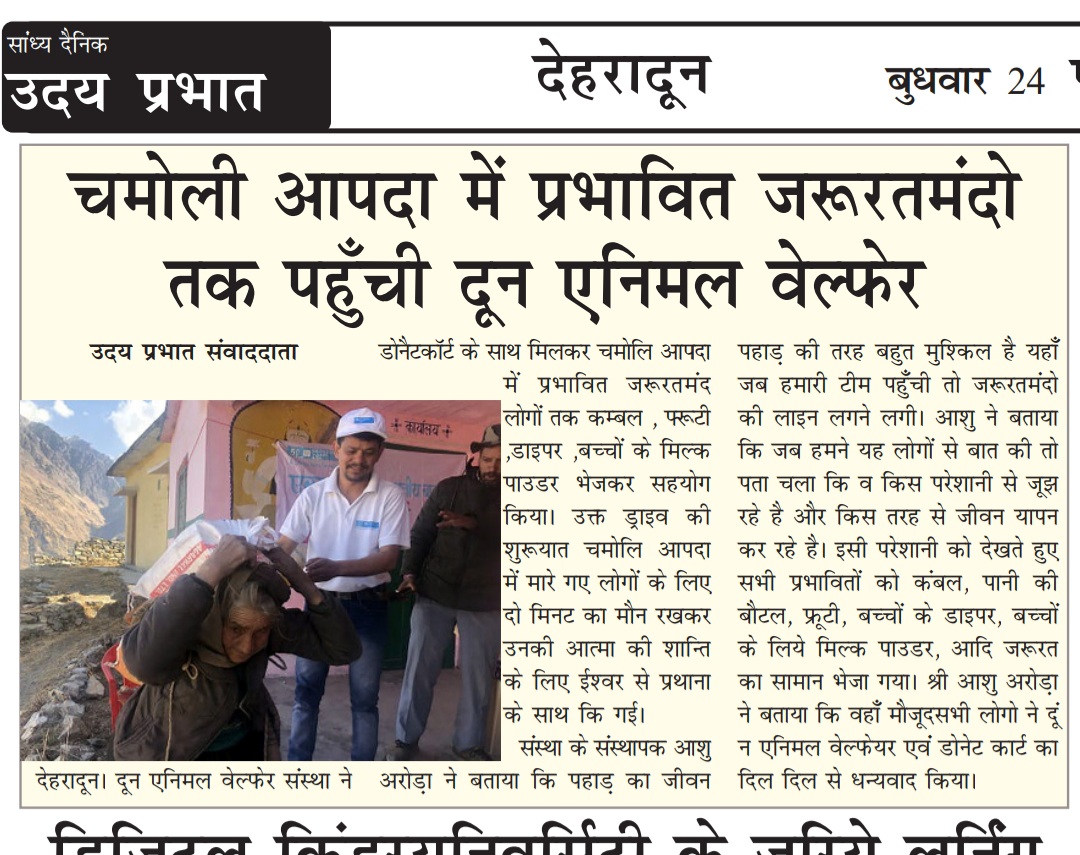 सांध्य दैनिक
उदय प्रभात
देहरादून
बुधवार 24
चमोली आपदा में प्रभावित जरूरतमंदो
तक पहुँची दून एनिमल वेल्फेर
उदय प्रभात संवाददाता
कार्यालय
देहरादून। दून एनिमल वेल्फेर संस्था ने
डोनैटकॉर्ट के साथ मिलकर चमोलि आपदा
में प्रभावित जरूरतमंद
लोगों तक कम्बल , फ्रूटी
,डाइपर ,बच्चों के मिल्क
पाउडर भेजकर सहयोग
किया। उक्त ड्राइव की
शुरूयात चमोलि आपदा
में मारे गए लोगों के लिए
दो मिनट का मौन रखकर
उनकी आत्मा की शान्ति
के लिए ईश्वर से प्रथाना
के साथ कि गई।
संस्था के संस्थापक आशु
अरोड़ा ने बताया कि पहाड़ का जीवन
पहाड़ की तरह बहुत मुश्किल है यहाँ
जब हमारी टीम पहुँची तो जरूरतमंदो
की लाइन लगने लगी। आशु ने बताया
कि जब हमने यह लोगों से बात की तो
पता चला कि व किस परेशानी से जूझ
रहे है और किस तरह से जीवन यापन
कर रहे है। इसी परेशानी को देखते हुए
सभी प्रभावितों को कंबल, पानी की
बौटल, फ्रूटी, बच्चों के डाइपर, बच्चों
के लिये मिल्क पाउडर, आदि जरूरत
का सामान भेजा गया। श्री आशु अरोड़ा
ने बताया कि वहाँ मौजूदसभी लोगो ने दूं
न एनिमल वेल्फेयर एवं डोनेट कार्ट का
दिल दिल से धन्यवाद किया।